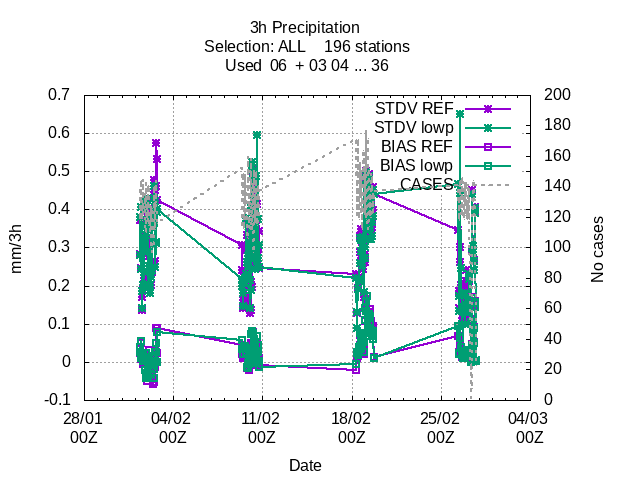 3h Precipitation
Selection: ALL    196 stations
Used  06  + 03 04 ... 36
STDV REF
STDV lowp
BIAS REF
BIAS lowp
CASES
mm/3h
0.7
0.6
0.5
0.4
0.3
0.2
0.1
0
-0.1
No cases
200
180
160
140
120
100
80
60
40
20
0
28/01 04/02 11/02 18/02 25/02 04/03
00Z 00Z 00Z 00Z 00Z 00Z
Date